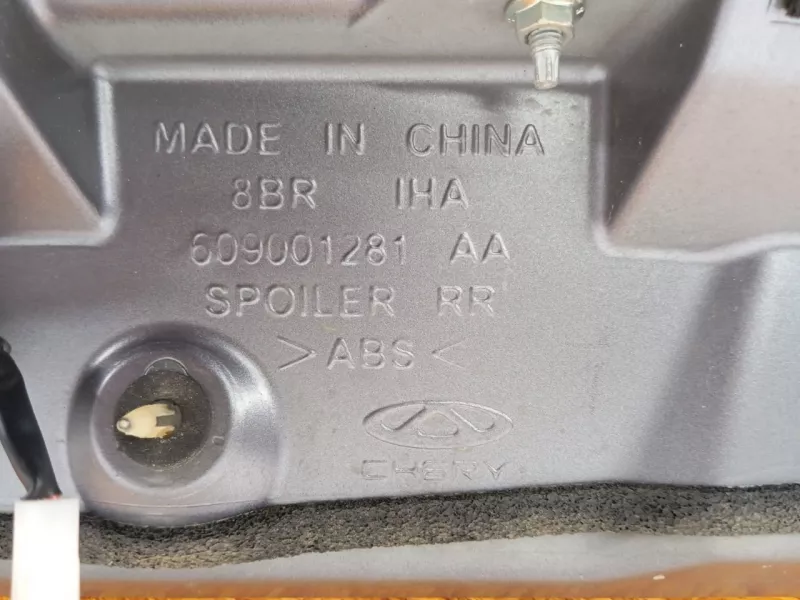 MADE IN CHINA
8BR IHA
609001281 AA
SPOILER RR
>ABS<
CHERY